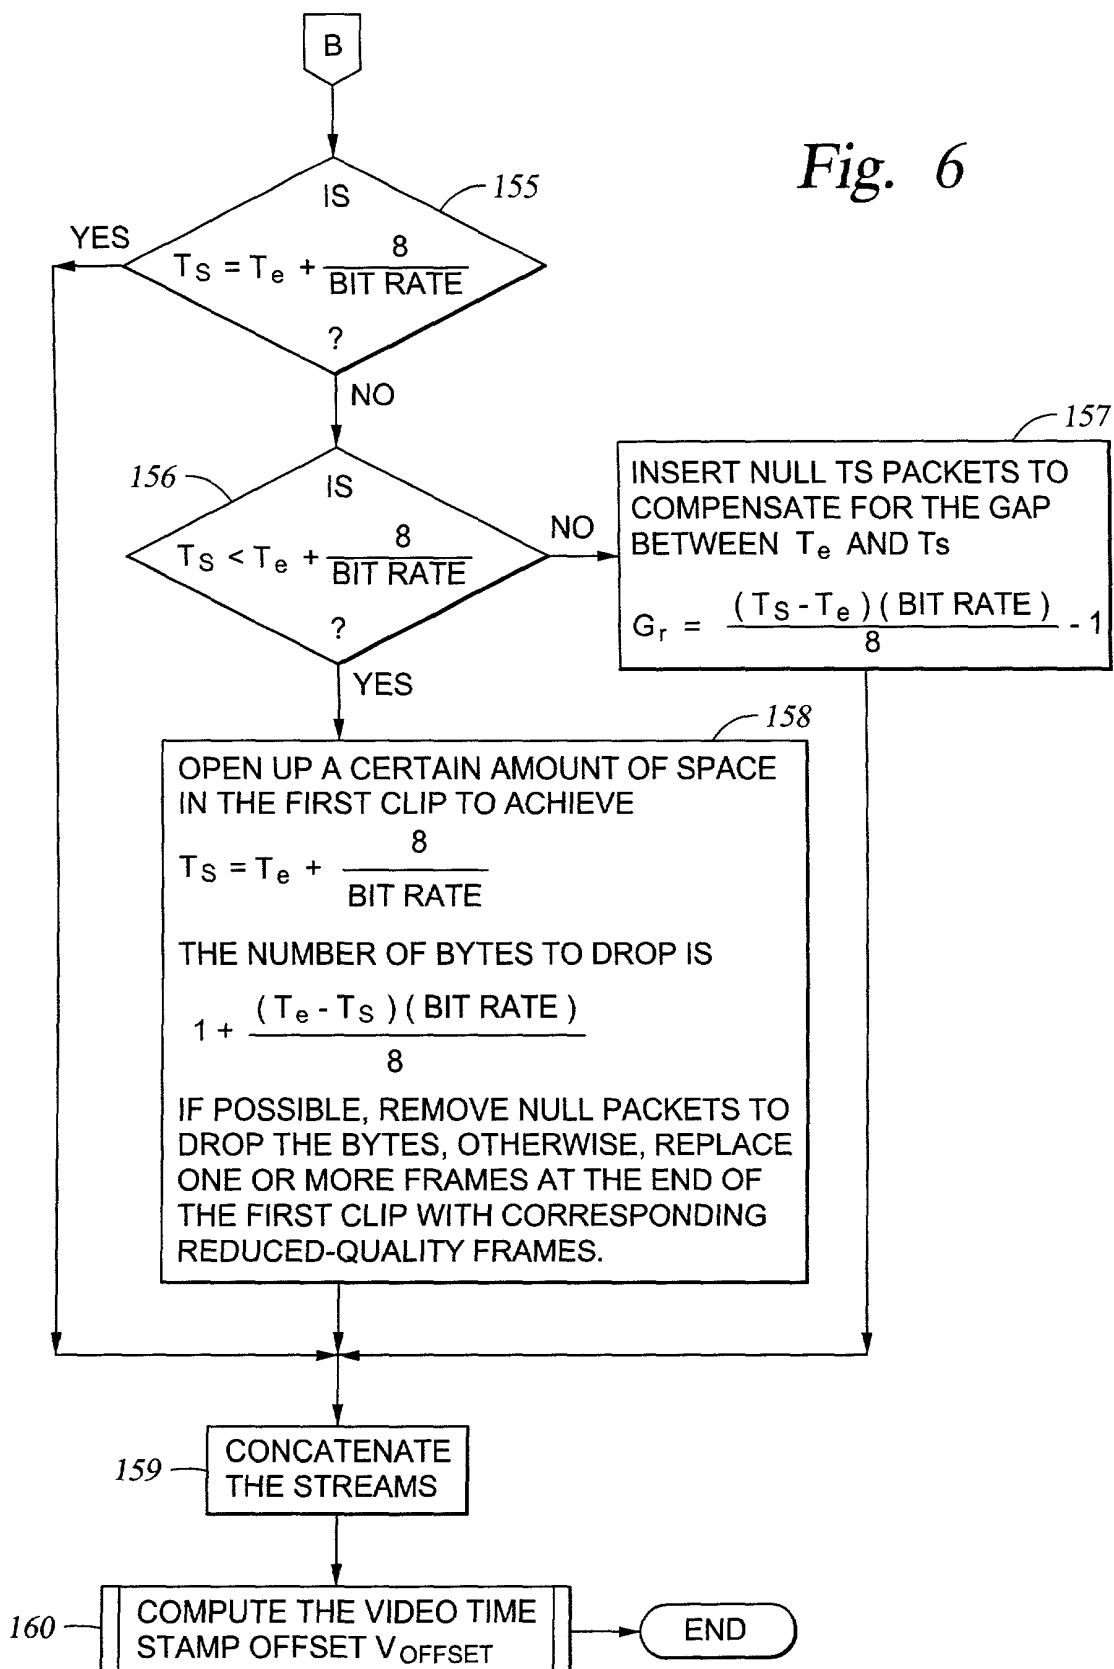 B
Fig. 6
155
IS
YES
T_S = T_e + 8 / BIT RATE
?
NO
156
IS
T_S < T_e + 8 / BIT RATE
?
NO
YES
157
INSERT NULL TS PACKETS TO
COMPENSATE FOR THE GAP
BETWEEN T_e AND Ts
G_r = (T_S - T_e)(BIT RATE) / 8 - 1
158
OPEN UP A CERTAIN AMOUNT OF SPACE
IN THE FIRST CLIP TO ACHIEVE
T_S = T_e + 8 / BIT RATE
THE NUMBER OF BYTES TO DROP IS
1 + (T_e - T_S)(BIT RATE) / 8
IF POSSIBLE, REMOVE NULL PACKETS TO
DROP THE BYTES, OTHERWISE, REPLACE
ONE OR MORE FRAMES AT THE END OF
THE FIRST CLIP WITH CORRESPONDING
REDUCED-QUALITY FRAMES.
159
CONCATENATE
THE STREAMS
160
COMPUTE THE VIDEO TIME
STAMP OFFSET V_OFFSET
END